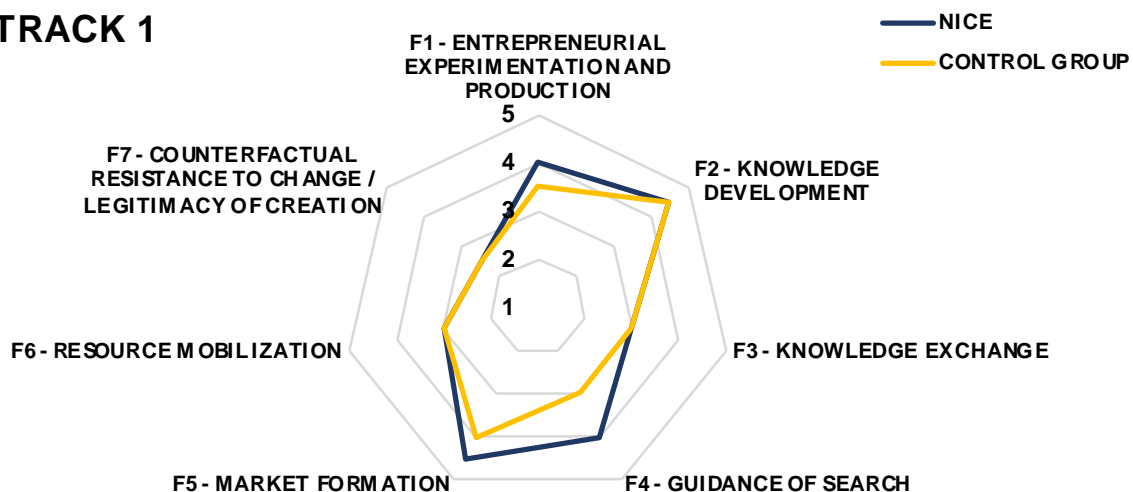 TRACK 1
NICE
CONTROL GROUP
F1 - ENTREPRENEURIAL
EXPERIMENTATION AND
PRODUCTION
F2 - KNOWLEDGE
DEVELOPMENT
F3 - KNOWLEDGE EXCHANGE
F4 - GUIDANCE OF SEARCH
F5 - MARKET FORMATION
F6 - RESOURCE MOBILIZATION
F7 - COUNTERFACTUAL
RESISTANCE TO CHANGE /
LEGITIMACY OF CREATION
5
4
3
2
1